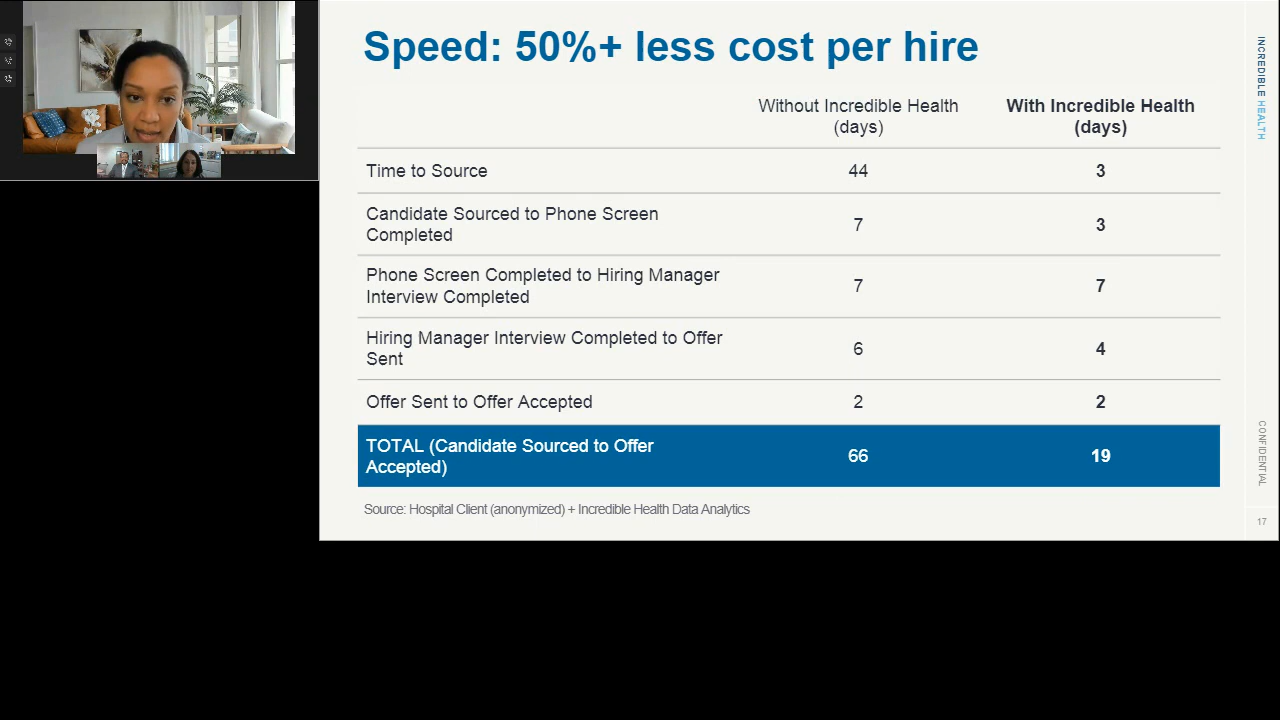 Speed: 50%+ less cost per hire
Without Incredible Health
(days)
With Incredible Health
(days)
Time to Source
44
3
Candidate Sourced to Phone Screen
Completed
7
3
Phone Screen Completed to Hiring Manager
Interview Completed
7
7
Hiring Manager Interview Completed to Offer
Sent
6
4
Offer Sent to Offer Accepted
2
2
TOTAL (Candidate Sourced to Offer
Accepted)
66
19
Source: Hospital Client (anonymized) + Incredible Health Data Analytics
INCREDIBLE HEALTH
CONFIDENTIAL
17